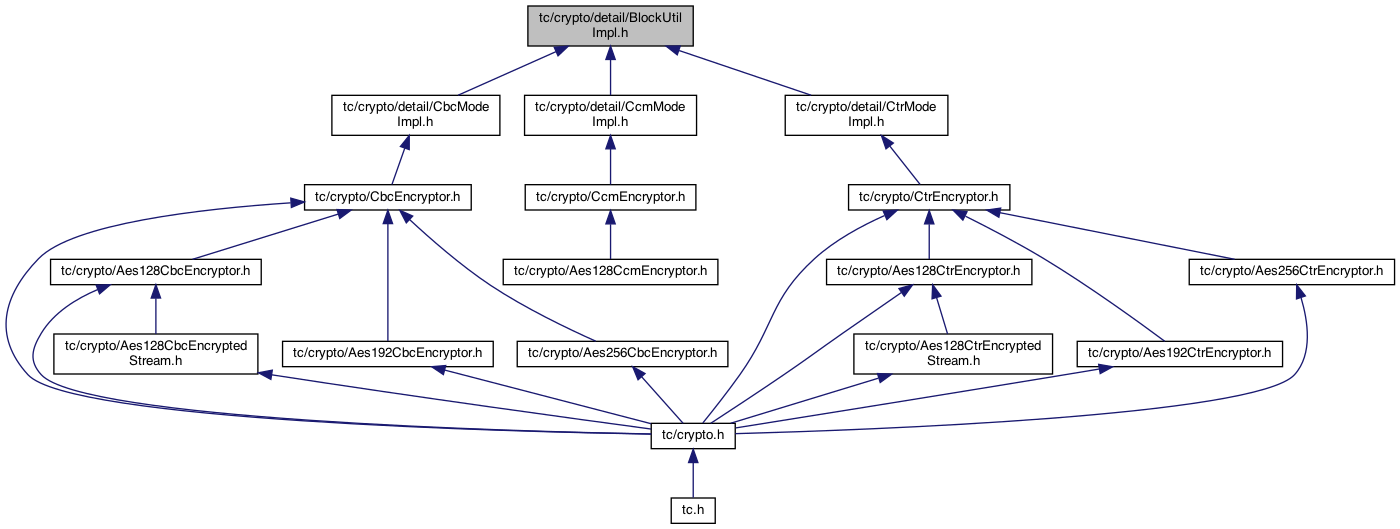 tc/crypto/detail/BlockUtil
Impl.h
tc/crypto/detail/CbcMode
Impl.h
tc/crypto/detail/CcmMode
Impl.h
tc/crypto/detail/CtrMode
Impl.h
tc/crypto/CbcEncryptor.h
tc/crypto/CcmEncryptor.h
tc/crypto/CtrEncryptor.h
tc/crypto/Aes128CbcEncryptor.h
tc/crypto/Aes128CcmEncryptor.h
tc/crypto/Aes128CtrEncryptor.h
tc/crypto/Aes256CtrEncryptor.h
tc/crypto/Aes128CbcEncrypted
Stream.h
tc/crypto/Aes192CbcEncryptor.h
tc/crypto/Aes256CbcEncryptor.h
tc/crypto/Aes128CtrEncrypted
Stream.h
tc/crypto/Aes192CtrEncryptor.h
tc/crypto.h
tc.h